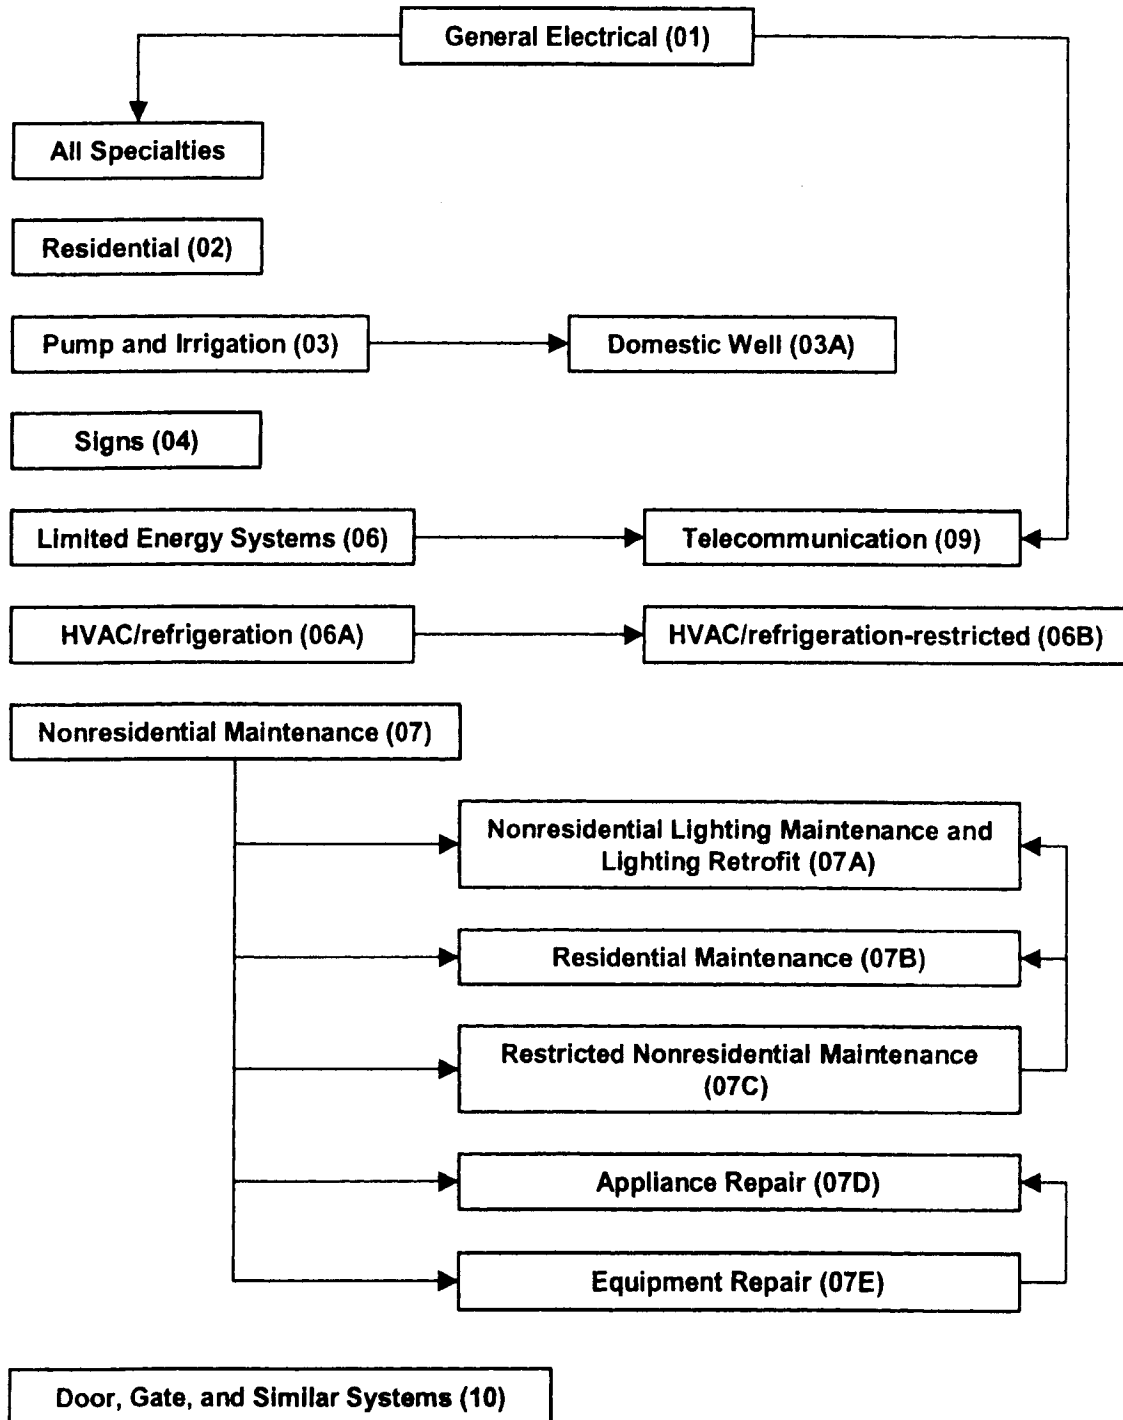 General Electrical (01)
All Specialties
Residential (02)
Pump and Irrigation (03)
Domestic Well (03A)
Signs (04)
Limited Energy Systems (06)
Telecommunication (09)
HVAC/refrigeration (06A)
HVAC/refrigeration-restricted (06B)
Nonresidential Maintenance (07)
Nonresidential Lighting Maintenance and
Lighting Retrofit (07A)
Residential Maintenance (07B)
Restricted Nonresidential Maintenance
(07C)
Appliance Repair (07D)
Equipment Repair (07E)
Door, Gate, and Similar Systems (10)